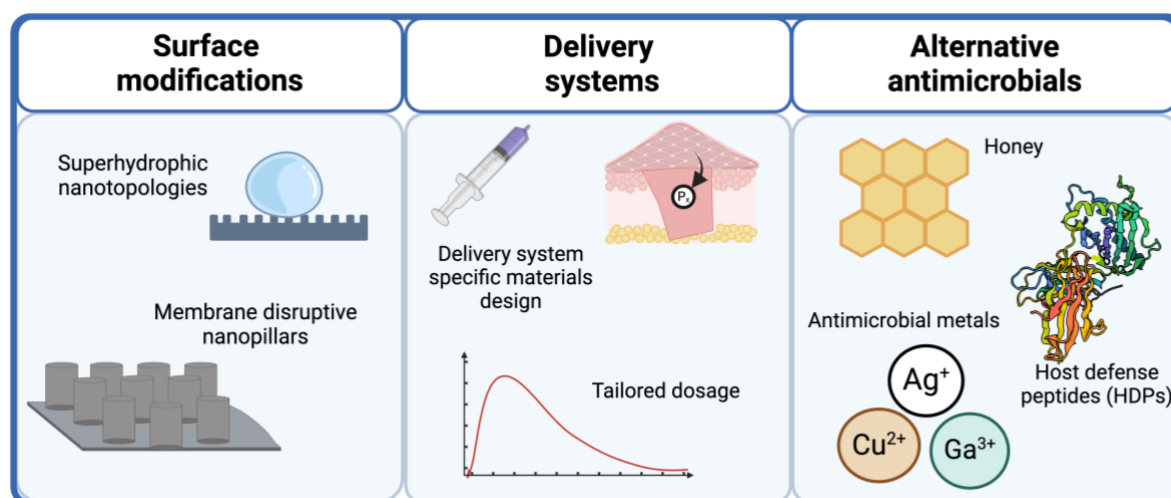 Surface
modifications
Delivery
systems
Alternative
antimicrobials
Superhydrophic
nanotopologies
Membrane disruptive
nanopillars
Pₓ
Delivery system
specific materials
design
Tailored dosage
Honey
Antimicrobial metals
Ag⁺
Cu²⁺
Ga³⁺
Host defense
peptides (HDPs)